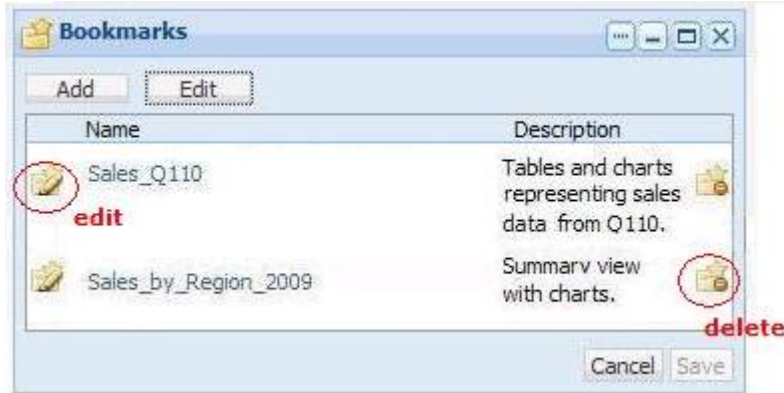 Bookmarks
Add Edit
Name Description
Sales_Q110 Tables and charts
representing sales
data from Q110.
edit
Sales_by_Region_2009 Summary view
with charts.
delete
Cancel Save